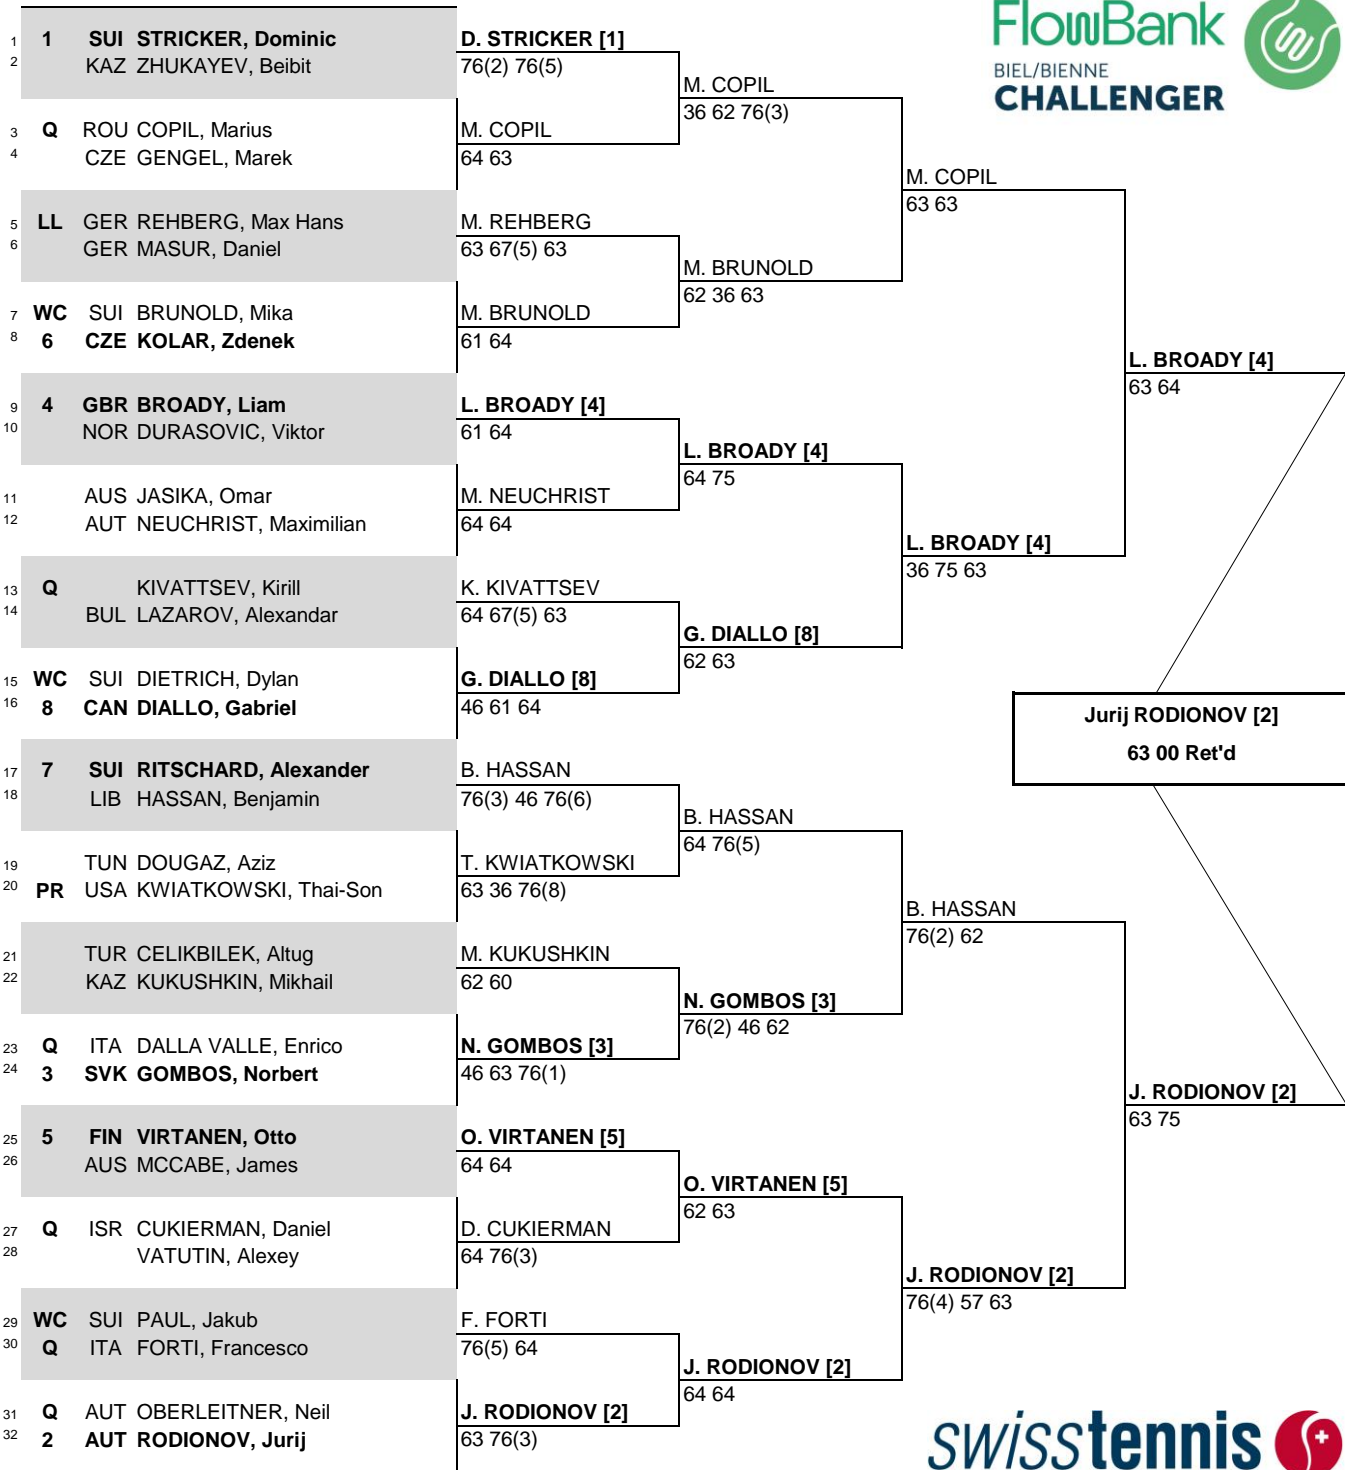 FlowBank
BIEL/BIENNE
CHALLENGER
1 1 SUI STRICKER, Dominic
2 KAZ ZHUKAYEV, Beibit
3 Q ROU COPIL, Marius
4 CZE GENGEL, Marek
5 LL GER REHBERG, Max Hans
6 GER MASUR, Daniel
7 WC SUI BRUNOLD, Mika
8 6 CZE KOLAR, Zdenek
9 4 GBR BROADY, Liam
10 NOR DURASOVIC, Viktor
11 AUS JASIKA, Omar
12 AUT NEUCHRIST, Maximilian
13 Q KIVATTSEV, Kirill
14 BUL LAZAROV, Alexandar
15 WC SUI DIETRICH, Dylan
16 8 CAN DIALLO, Gabriel
17 7 SUI RITSCHARD, Alexander
18 LIB HASSAN, Benjamin
19 TUN DOUGAZ, Aziz
20 PR USA KWIATKOWSKI, Thai-Son
21 TUR CELIKBILEK, Altug
22 KAZ KUKUSHKIN, Mikhail
23 Q ITA DALLA VALLE, Enrico
24 3 SVK GOMBOS, Norbert
25 5 FIN VIRTANEN, Otto
26 AUS MCCABE, James
27 Q ISR CUKIERMAN, Daniel
28 VATUTIN, Alexey
29 WC SUI PAUL, Jakub
30 Q ITA FORTI, Francesco
31 Q AUT OBERLEITNER, Neil
32 2 AUT RODIONOV, Jurij
D. STRICKER [1]
76(2) 76(5)
M. COPIL
64 63
M. REHBERG
63 67(5) 63
M. BRUNOLD
61 64
L. BROADY [4]
61 64
M. NEUCHRIST
64 64
K. KIVATTSEV
64 67(5) 63
G. DIALLO [8]
46 61 64
B. HASSAN
76(3) 46 76(6)
T. KWIATKOWSKI
63 36 76(8)
M. KUKUSHKIN
62 60
N. GOMBOS [3]
46 63 76(1)
O. VIRTANEN [5]
64 64
D. CUKIERMAN
64 76(3)
F. FORTI
76(5) 64
J. RODIONOV [2]
63 76(3)
M. COPIL
36 62 76(3)
M. BRUNOLD
62 36 63
L. BROADY [4]
64 75
G. DIALLO [8]
62 63
B. HASSAN
64 76(5)
N. GOMBOS [3]
76(2) 46 62
O. VIRTANEN [5]
62 63
J. RODIONOV [2]
64 64
M. COPIL
63 63
L. BROADY [4]
36 75 63
B. HASSAN
76(2) 62
J. RODIONOV [2]
76(4) 57 63
L. BROADY [4]
63 64
J. RODIONOV [2]
63 75
Jurij RODIONOV [2]
63 00 Ret'd
swisstennis